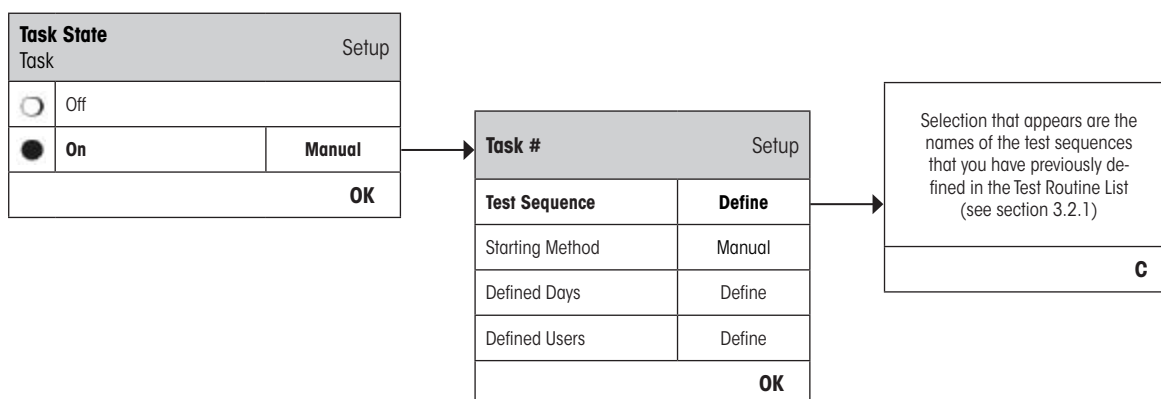 Task State
Task
Setup
Off
On
Manual
OK
Task #
Setup
Test Sequence
Define
Starting Method
Manual
Defined Days
Define
Defined Users
Define
OK
Selection that appears are the
names of the test sequences
that you have previously de-
fined in the Test Routine List
(see section 3.2.1)
C